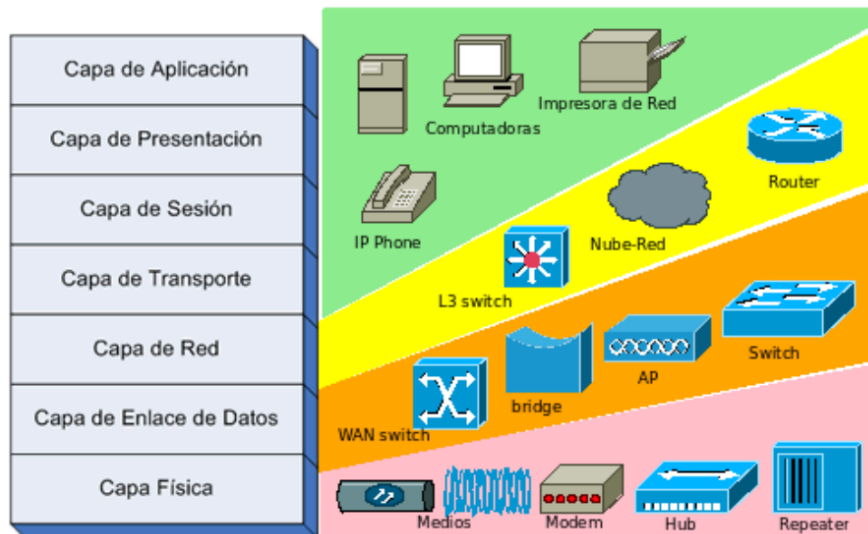 Capa de Aplicación
Capa de Presentación
Capa de Sesión
Capa de Transporte
Capa de Red
Capa de Enlace de Datos
Capa Física
Computadoras
Impresora de Red
IP Phone
Router
Nube-Red
L3 switch
Switch
AP
bridge
WAN switch
Medios
Modem
Hub
Repeater